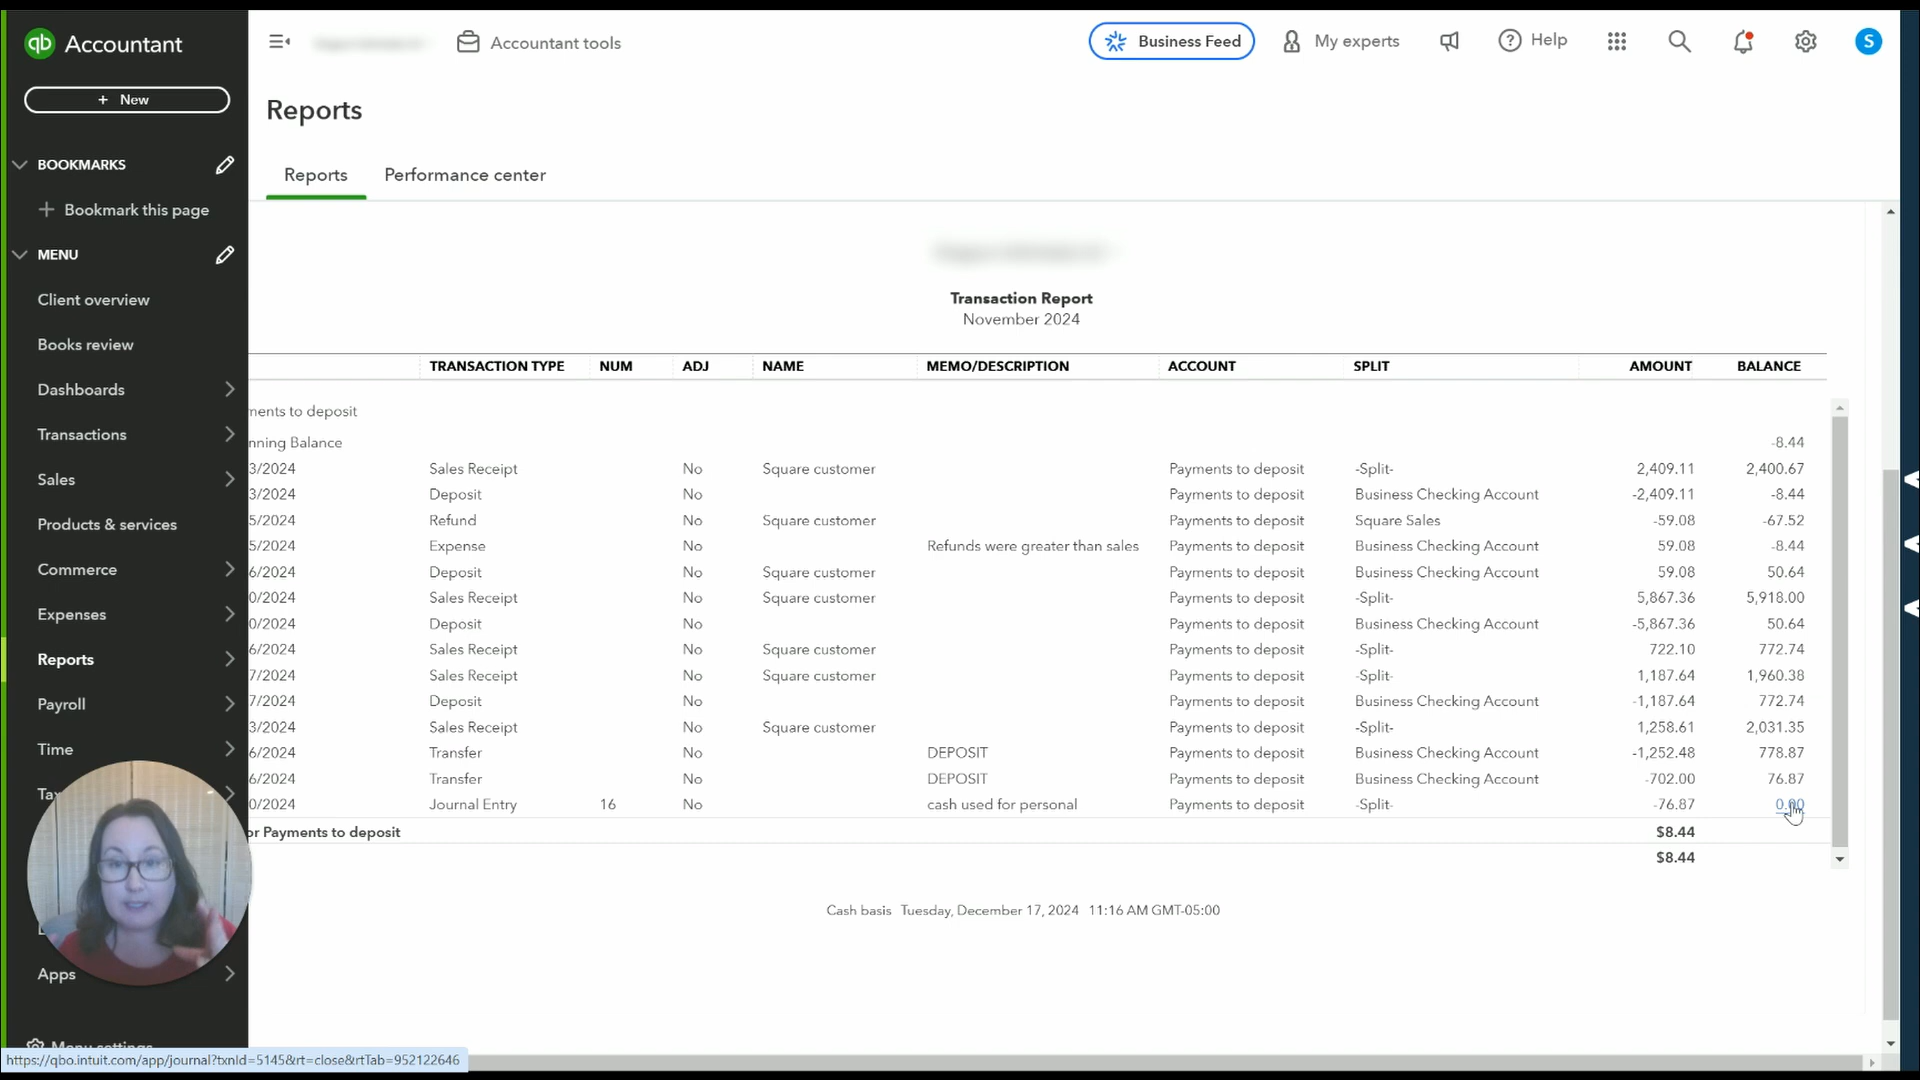 qb Accountant
Accountant tools
Business Feed
My experts
Help
S
+ New
Reports
BOOKMARKS
Bookmark this page
Reports Performance center
MENU
Client overview
Books review
Dashboards
Transactions
Sales
Products & services
Commerce
Expenses
Reports
Payroll
Time
Apps
Menu settings
Transaction Report
November 2024
TRANSACTION TYPE NUM ADJ NAME MEMO/DESCRIPTION ACCOUNT SPLIT AMOUNT BALANCE
ments to deposit
nning Balance -8.44
3/2024 Sales Receipt No Square customer Payments to deposit -Split- 2,409.11 2,400.67
3/2024 Deposit No Payments to deposit Business Checking Account -2,409.11 -8.44
5/2024 Refund No Square customer Payments to deposit Square Sales -59.08 -67.52
5/2024 Expense No Refunds were greater than sales Payments to deposit Business Checking Account 59.08 -8.44
6/2024 Deposit No Square customer Payments to deposit Business Checking Account 59.08 50.64
0/2024 Sales Receipt No Square customer Payments to deposit -Split- 5,867.36 5,918.00
0/2024 Deposit No Payments to deposit Business Checking Account -5,867.36 50.64
6/2024 Sales Receipt No Square customer Payments to deposit -Split- 722.10 772.74
7/2024 Sales Receipt No Square customer Payments to deposit -Split- 1,187.64 1,960.38
7/2024 Deposit No Payments to deposit Business Checking Account -1,187.64 772.74
3/2024 Sales Receipt No Square customer Payments to deposit -Split- 1,258.61 2,031.35
6/2024 Transfer No DEPOSIT Payments to deposit Business Checking Account -1,252.48 778.87
6/2024 Transfer No DEPOSIT Payments to deposit Business Checking Account -702.00 76.87
0/2024 Journal Entry 16 No cash used for personal Payments to deposit -Split- -76.87 0.00
or Payments to deposit $8.44
$8.44
Cash basis Tuesday, December 17, 2024 11:16 AM GMT-05:00
https://qbo.intuit.com/app/journal?txnId=5145&rt=close&rtTab=952122646